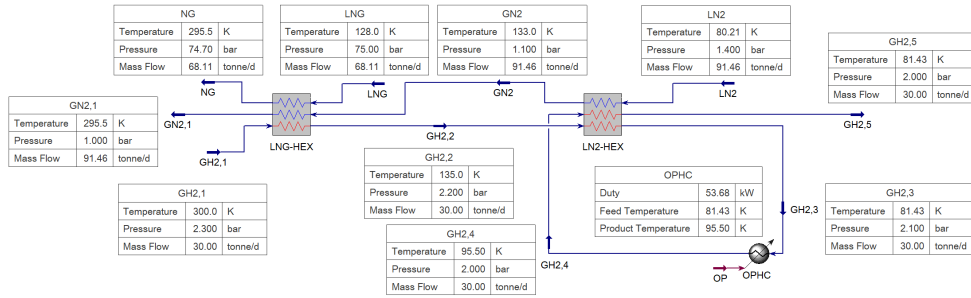 NG
Temperature 295.5 K
Pressure 74.70 bar
Mass Flow 68.11 tonne/d
LNG
Temperature 128.0 K
Pressure 75.00 bar
Mass Flow 68.11 tonne/d
GN2
Temperature 133.0 K
Pressure 1.100 bar
Mass Flow 91.46 tonne/d
LN2
Temperature 80.21 K
Pressure 1.400 bar
Mass Flow 91.46 tonne/d
GH2,5
Temperature 81.43 K
Pressure 2.000 bar
Mass Flow 30.00 tonne/d
NG
LNG
GN2
LN2
GN2,1
Temperature 295.5 K
Pressure 1.000 bar
Mass Flow 91.46 tonne/d
GN2,1
GH2,1
LNG-HEX
GH2,2
LN2-HEX
GH2,5
GH2,1
Temperature 300.0 K
Pressure 2.300 bar
Mass Flow 30.00 tonne/d
GH2,2
Temperature 135.0 K
Pressure 2.200 bar
Mass Flow 30.00 tonne/d
OPHC
Duty 53.68 kW
Feed Temperature 81.43 K
Product Temperature 95.50 K
GH2,3
GH2,3
Temperature 81.43 K
Pressure 2.100 bar
Mass Flow 30.00 tonne/d
GH2,4
Temperature 95.50 K
Pressure 2.000 bar
Mass Flow 30.00 tonne/d
GH2,4
OP
OPHC